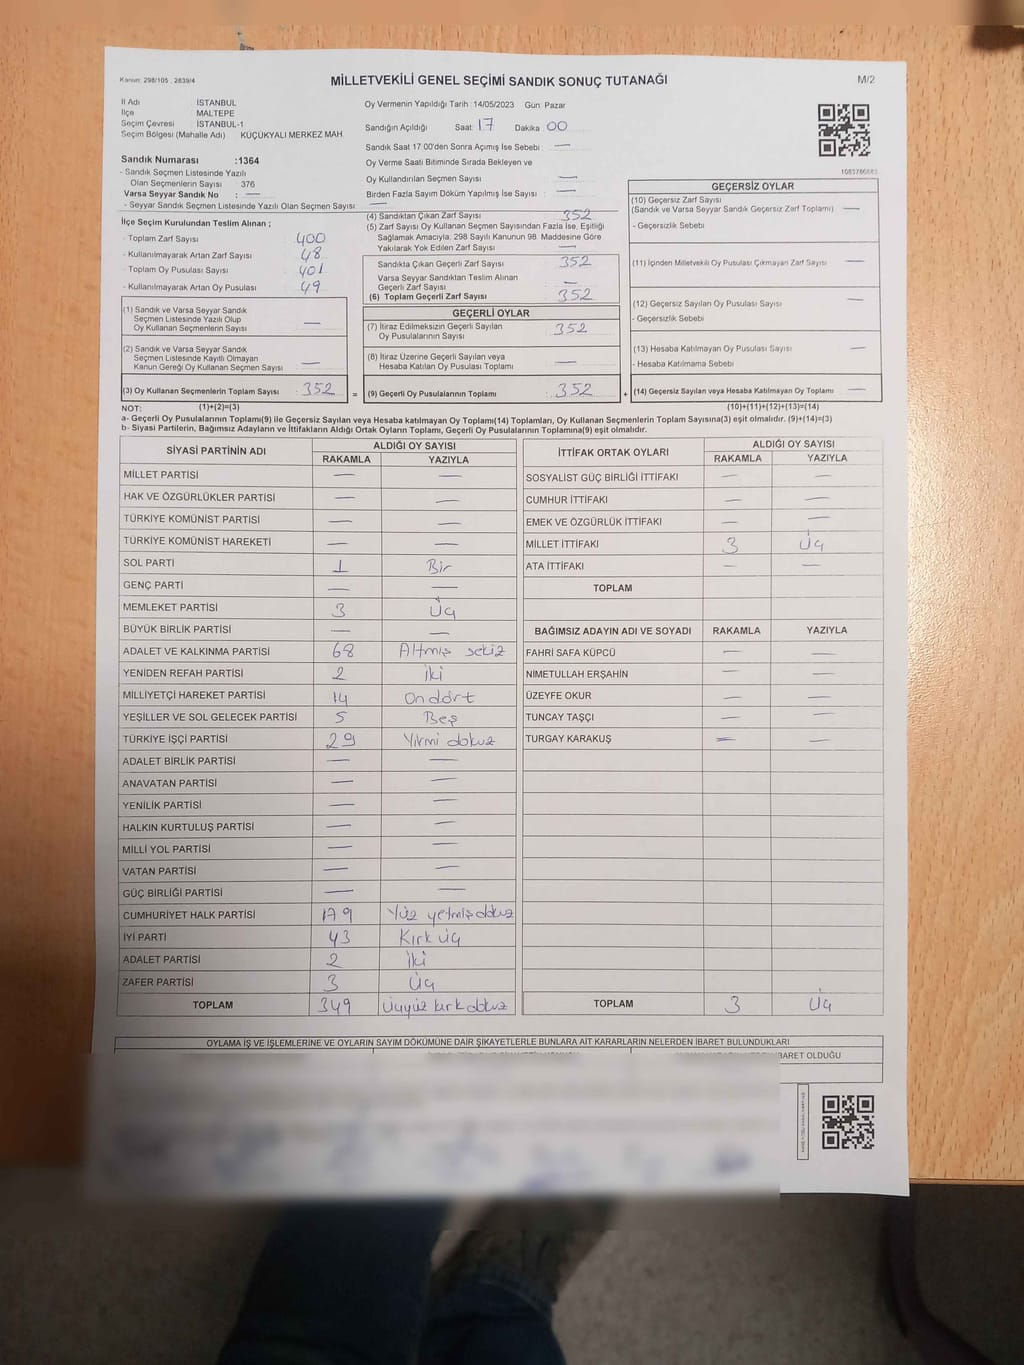 Kanun: 298/105 , 2839/4
MİLLETVEKİLİ GENEL SEÇİMİ SANDIK SONUÇ TUTANAĞI
M/2
İl Adı : İSTANBUL
İlçe : MALTEPE
Seçim Çevresi : İSTANBUL-1
Seçim Bölgesi (Mahalle Adı) KÜÇÜKYALI MERKEZ MAH.
Sandık Numarası :1364
- Sandık Seçmen Listesinde Yazılı
Olan Seçmenlerin Sayısı 376
Varsa Seyyar Sandık No : —
- Seyyar Sandık Seçmen Listesinde Yazılı Olan Seçmen Sayısı : —
Oy Vermenin Yapıldığı Tarih :14/05/2023 Gün: Pazar
Sandığın Açıldığı Saat: 17 Dakika 00
Sandık Saat 17.00'den Sonra Açımış İse Sebebi : —
Oy Verme Saati Bitiminde Sırada Bekleyen ve
Oy Kullandırılan Seçmen Sayısı : —
Birden Fazla Sayım Döküm Yapılmış İse Sayısı : —
İlçe Seçim Kurulundan Teslim Alınan ;
- Toplam Zarf Sayısı : 400
- Kullanılmayarak Artan Zarf Sayısı : 48
- Toplam Oy Pusulası Sayısı : 401
- Kullanılmayarak Artan Oy Pusulası : 49
(1) Sandık ve Varsa Seyyar Sandık
Seçmen Listesinde Yazılı Olup
Oy Kullanan Seçmenlerin Sayısı : —
(2) Sandık ve Varsa Seyyar Sandık
Seçmen Listesinde Kayıtlı Olmayan
Kanun Gereği Oy Kullanan Seçmen Sayısı : —
(3) Oy Kullanan Seçmenlerin Toplam Sayısı : 352
(1)+(2)=(3)
(4) Sandıktan Çıkan Zarf Sayısı : 352
(5) Zarf Sayısı Oy Kullanan Seçmen Sayısından Fazla İse, Eşitliği
Sağlamak Amacıyla, 298 Sayılı Kanunun 98. Maddesine Göre
Yakılarak Yok Edilen Zarf Sayısı : —
Sandıkta Çıkan Geçerli Zarf Sayısı : 352
Varsa Seyyar Sandıktan Teslim Alınan
Geçerli Zarf Sayısı : —
(6) Toplam Geçerli Zarf Sayısı : 352
GEÇERLİ OYLAR
(7) İtiraz Edilmeksizin Geçerli Sayılan
Oy Pusulalarının Sayısı : 352
(8) İtiraz Üzerine Geçerli Sayılan veya
Hesaba Katılan Oy Pusulası Toplamı : —
= (9) Geçerli Oy Pusulalarının Toplamı : 352 +
1081786683
GEÇERSİZ OYLAR
(10) Geçersiz Zarf Sayısı
(Sandık ve Varsa Seyyar Sandık Geçersiz Zarf Toplamı) : —
- Geçersizlik Sebebi
(11) İçinden Milletvekili Oy Pusulası Çıkmayan Zarf Sayısı : —
(12) Geçersiz Sayılan Oy Pusulası Sayısı : —
- Geçersizlik Sebebi
(13) Hesaba Katılmayan Oy Pusulası Sayısı : —
- Hesaba Katılmama Sebebi
(14) Geçersiz Sayılan veya Hesaba Katılmayan Oy Toplamı : —
(10)+(11)+(12)+(13)=(14)
NOT:
a- Geçerli Oy Pusulalarının Toplamı(9) ile Geçersiz Sayılan veya Hesaba katılmayan Oy Toplamı(14) Toplamları, Oy Kullanan Seçmenlerin Toplam Sayısına(3) eşit olmalıdır. (9)+(14)=(3)
b- Siyasi Partilerin, Bağımsız Adayların ve İttifakların Aldığı Ortak Oyların Toplamı, Geçerli Oy Pusulalarının Toplamına(9) eşit olmalıdır.
SİYASİ PARTİNİN ADI ALDIĞI OY SAYISI
RAKAMLA YAZIYLA
MİLLET PARTİSİ — —
HAK VE ÖZGÜRLÜKLER PARTİSİ — —
TÜRKİYE KOMÜNİST PARTİSİ — —
TÜRKİYE KOMÜNİST HAREKETİ — —
SOL PARTİ 1 Bir
GENÇ PARTİ — —
MEMLEKET PARTİSİ 3 Üç
BÜYÜK BİRLİK PARTİSİ — —
ADALET VE KALKINMA PARTİSİ 68 Altmış sekiz
YENİDEN REFAH PARTİSİ 2 İki
MİLLİYETÇİ HAREKET PARTİSİ 14 Ondört
YEŞİLLER VE SOL GELECEK PARTİSİ 5 Beş
TÜRKİYE İŞÇİ PARTİSİ 29 Yirmi dokuz
ADALET BİRLİK PARTİSİ — —
ANAVATAN PARTİSİ — —
YENİLİK PARTİSİ — —
HALKIN KURTULUŞ PARTİSİ — —
MİLLİ YOL PARTİSİ — —
VATAN PARTİSİ — —
GÜÇ BİRLİĞİ PARTİSİ — —
CUMHURİYET HALK PARTİSİ 179 Yüz yetmiş dokuz
İYİ PARTİ 43 Kırk üç
ADALET PARTİSİ 2 İki
ZAFER PARTİSİ 3 Üç
TOPLAM 349 Üçyüz kırk dokuz
İTTİFAK ORTAK OYLARI ALDIĞI OY SAYISI
RAKAMLA YAZIYLA
SOSYALİST GÜÇ BİRLİĞİ İTTİFAKI — —
CUMHUR İTTİFAKI — —
EMEK VE ÖZGÜRLÜK İTTİFAKI — —
MİLLET İTTİFAKI 3 Üç
ATA İTTİFAKI — —
TOPLAM
BAĞIMSIZ ADAYIN ADI VE SOYADI RAKAMLA YAZIYLA
FAHRİ SAFA KÜPCÜ — —
NİMETULLAH ERŞAHİN — —
ÜZEYFE OKUR — —
TUNCAY TAŞÇI — —
TURGAY KARAKUŞ — —
TOPLAM 3 Üç
OYLAMA İŞ VE İŞLEMLERİNE VE OYLARIN SAYIM DÖKÜMÜNE DAİR ŞİKAYETLERLE BUNLARA AİT KARARLARIN NELERDEN İBARET BULUNDUKLARI
İBARET OLDUĞU